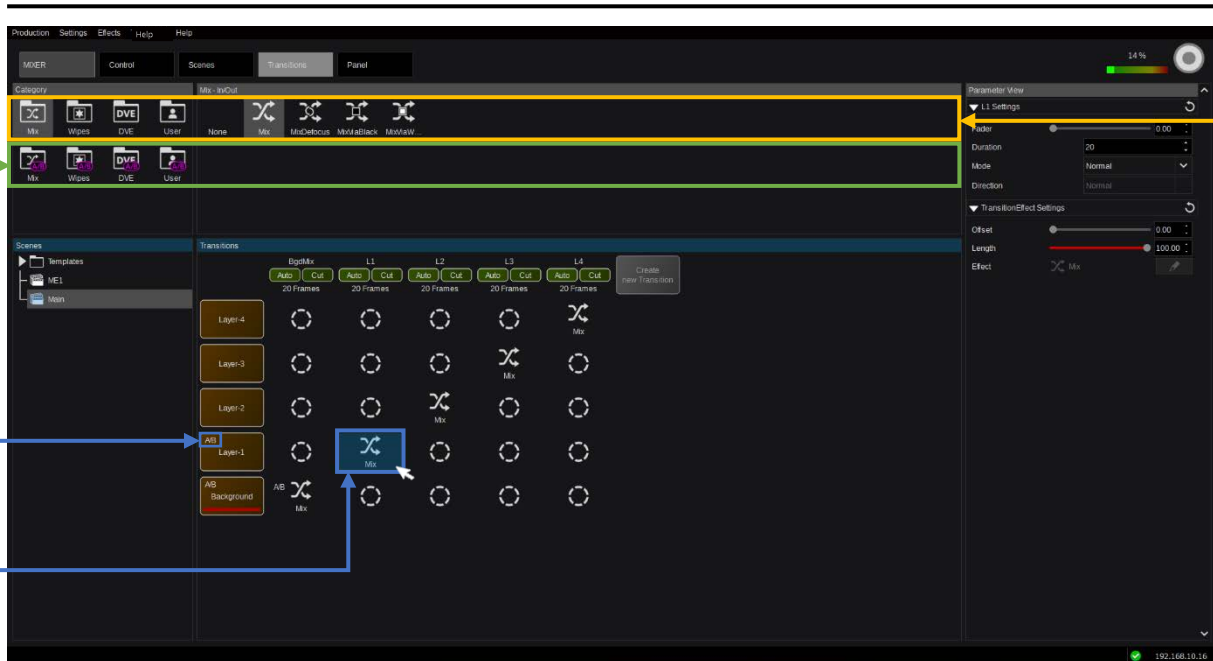 Production Settings Effects Help Help
MIXER Control Scenes Transitions Panel
14 %
Category Mix - In/Out Parameter View
L1 Settings
DVE
Mix Wipes DVE User None Mix MixDefocus MixViaBlack MixViaW...
Fader 0.00
Duration 20
Mode Normal
Direction Normal
A/B A/B DVE A/B A/B
Mix Wipes DVE User
TransitionEffect Settings
Offset 0.00
Length 100.00
Effect Mix
Scenes Transitions
Templates
ME1
Main
BgdMix L1 L2 L3 L4
Auto Cut Auto Cut Auto Cut Auto Cut Auto Cut
20 Frames 20 Frames 20 Frames 20 Frames 20 Frames
Create
new Transition
Layer-4
Mix
Layer-3
Mix
Layer-2
Mix
A/B
Layer-1
Mix
A/B
Background
A/B
Mix
192.168.10.16